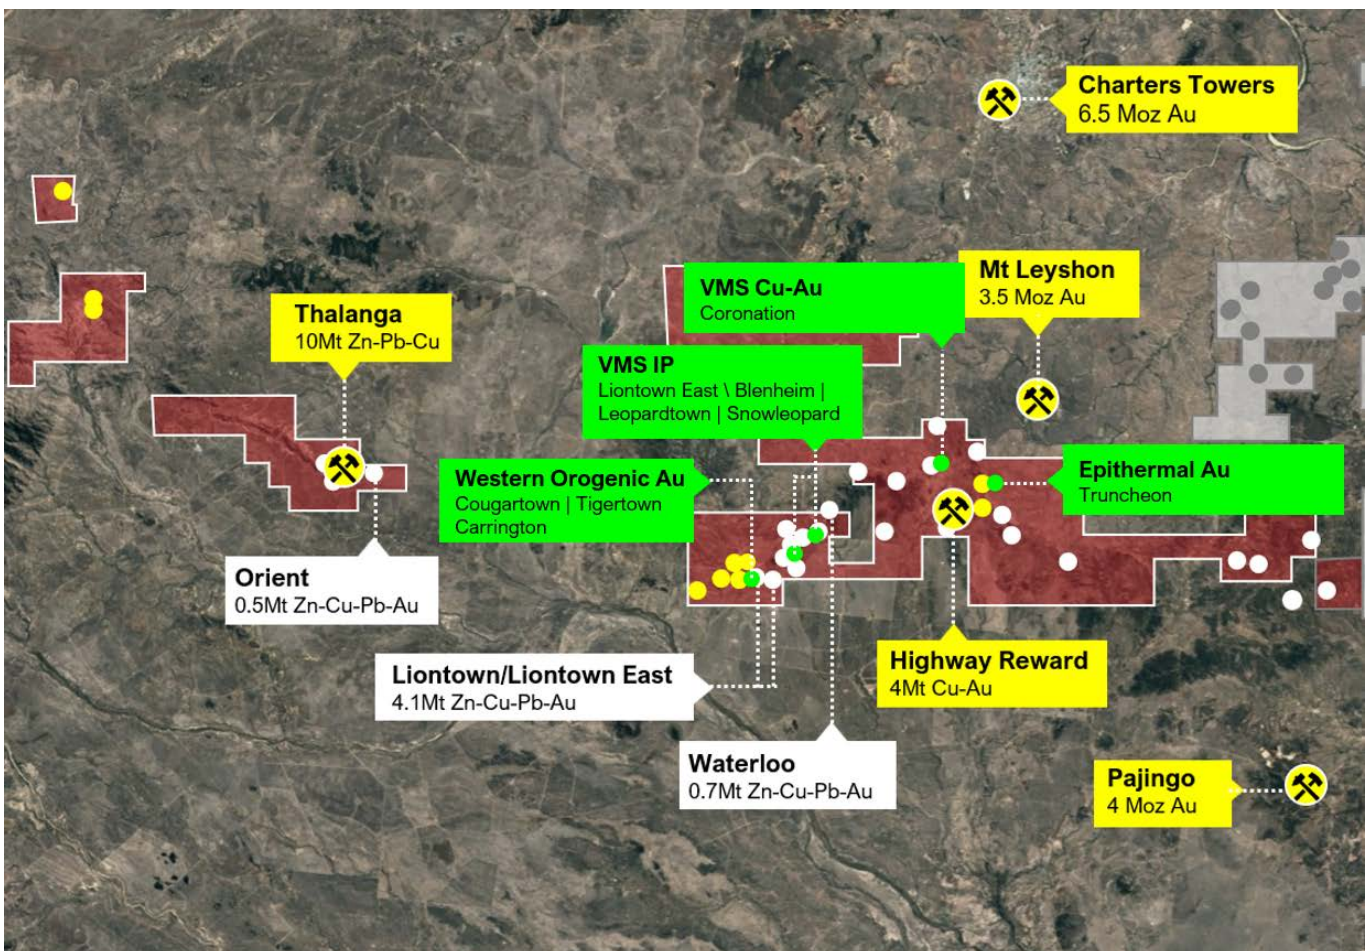 Charters Towers
6.5 Moz Au
Mt Leyshon
3.5 Moz Au
VMS Cu-Au
Coronation
Thalanga
10Mt Zn-Pb-Cu
VMS IP
Liontown East \ Blenheim |
Leopardtown | Snowleopard
Western Orogenic Au
Cougartown | Tigertown
Carrington
Epithermal Au
Truncheon
Orient
0.5Mt Zn-Cu-Pb-Au
Liontown/Liontown East
4.1Mt Zn-Cu-Pb-Au
Highway Reward
4Mt Cu-Au
Waterloo
0.7Mt Zn-Cu-Pb-Au
Pajingo
4 Moz Au